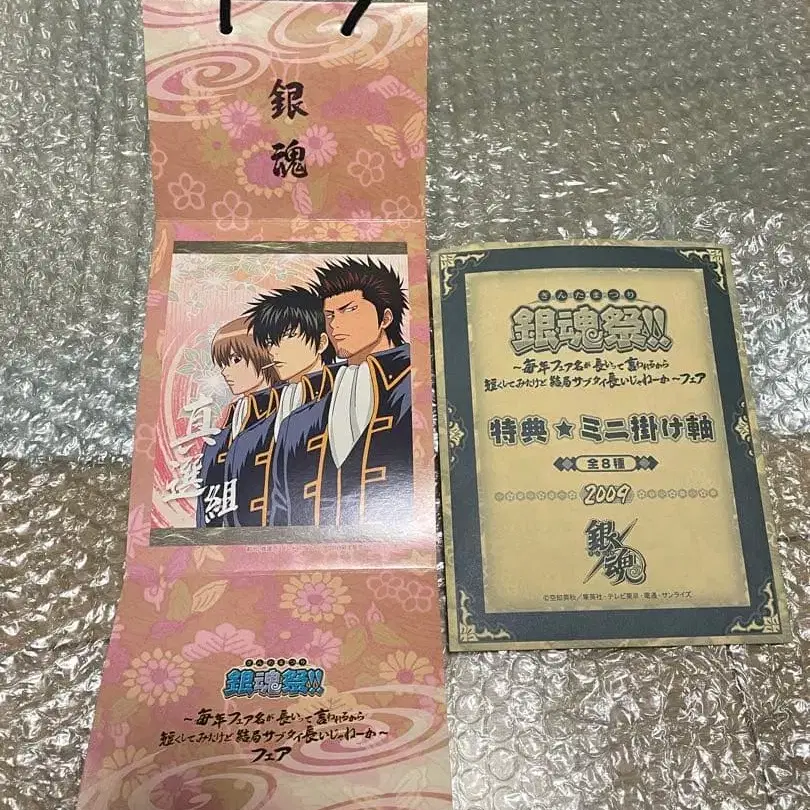 銀
魂
真
選
組
ぎんたまつり
銀魂祭!!
〜毎年フェア名が長いって言われるから
短くしてみたけど結局サブタイ長いじゃねーか〜
フェア
ぎんたまつり
銀魂祭!!
〜毎年フェア名が長いって言われるから
短くしてみたけど結局サブタイ長いじゃねーか〜フェア
特典★ミニ掛け軸
全8種
2009
銀魂
©空知英秋／集英社・テレビ東京・電通・サンライズ